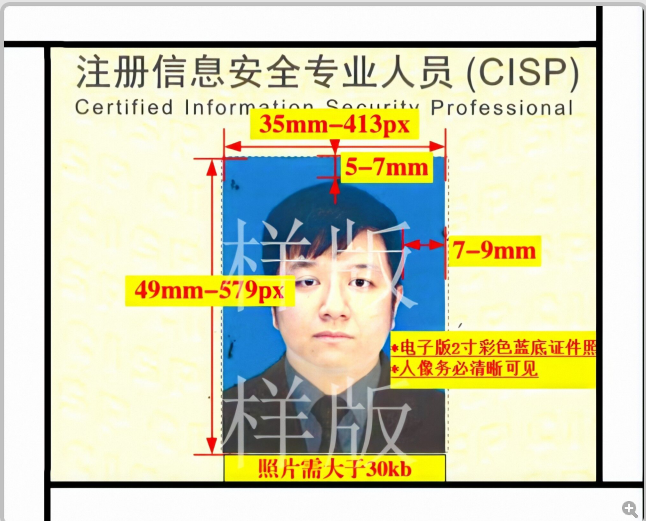 注册信息安全专业人员 (CISP)
Certified Information Security Professional
35mm-413px
5-7mm
样版
7-9mm
49mm-579px
*电子版2寸彩色蓝底证件照
*人像务必清晰可见
样版
照片需大于30kb